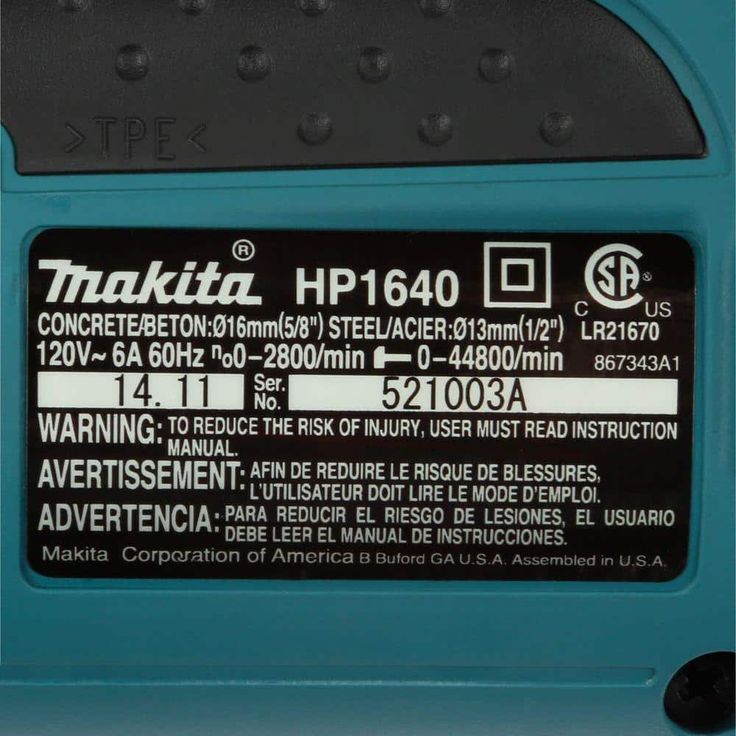 >TPE<
makita® HP1640
CONCRETE/BETON:Ø16mm(5/8") STEEL/ACIER:Ø13mm(1/2") LR21670
C SA ® US
120V~ 6A 60Hz n₀0-2800/min 0-44800/min 867343A1
14. 11 Ser. No. 521003A
WARNING: TO REDUCE THE RISK OF INJURY, USER MUST READ INSTRUCTION
MANUAL.
AVERTISSEMENT: AFIN DE REDUIRE LE RISQUE DE BLESSURES,
L'UTILISATEUR DOIT LIRE LE MODE D'EMPLOI.
ADVERTENCIA: PARA REDUCIR EL RIESGO DE LESIONES, EL USUARIO
DEBE LEER EL MANUAL DE INSTRUCCIONES.
Makita Corporation of America B Buford GA U.S.A. Assembled in U.S.A.